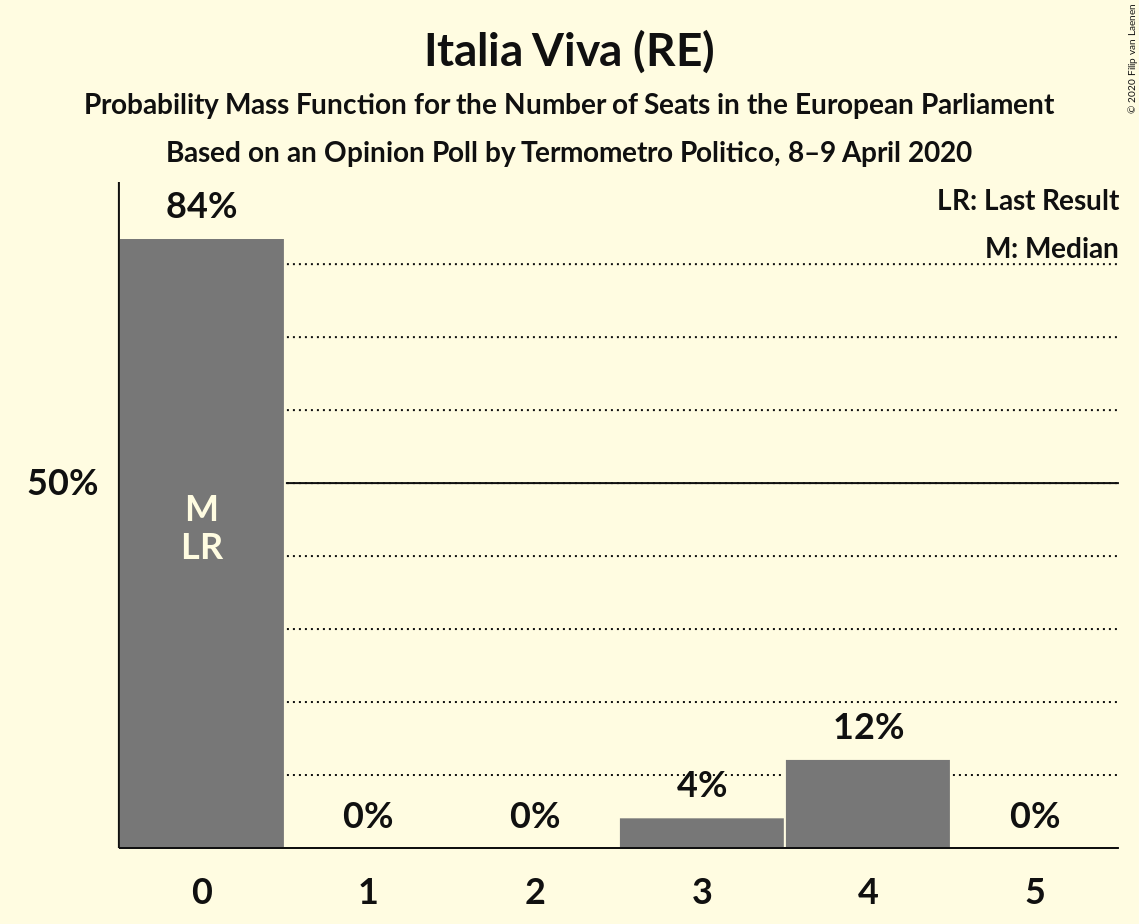 Italia Viva (RE)
Probability Mass Function for the Number of Seats in the European Parliament
Based on an Opinion Poll by Termometro Politico, 8–9 April 2020
© 2020 Filip van Laenen
LR: Last Result
M: Median
84%
50%
M
LR
0%
0%
4%
12%
0%
0
1
2
3
4
5